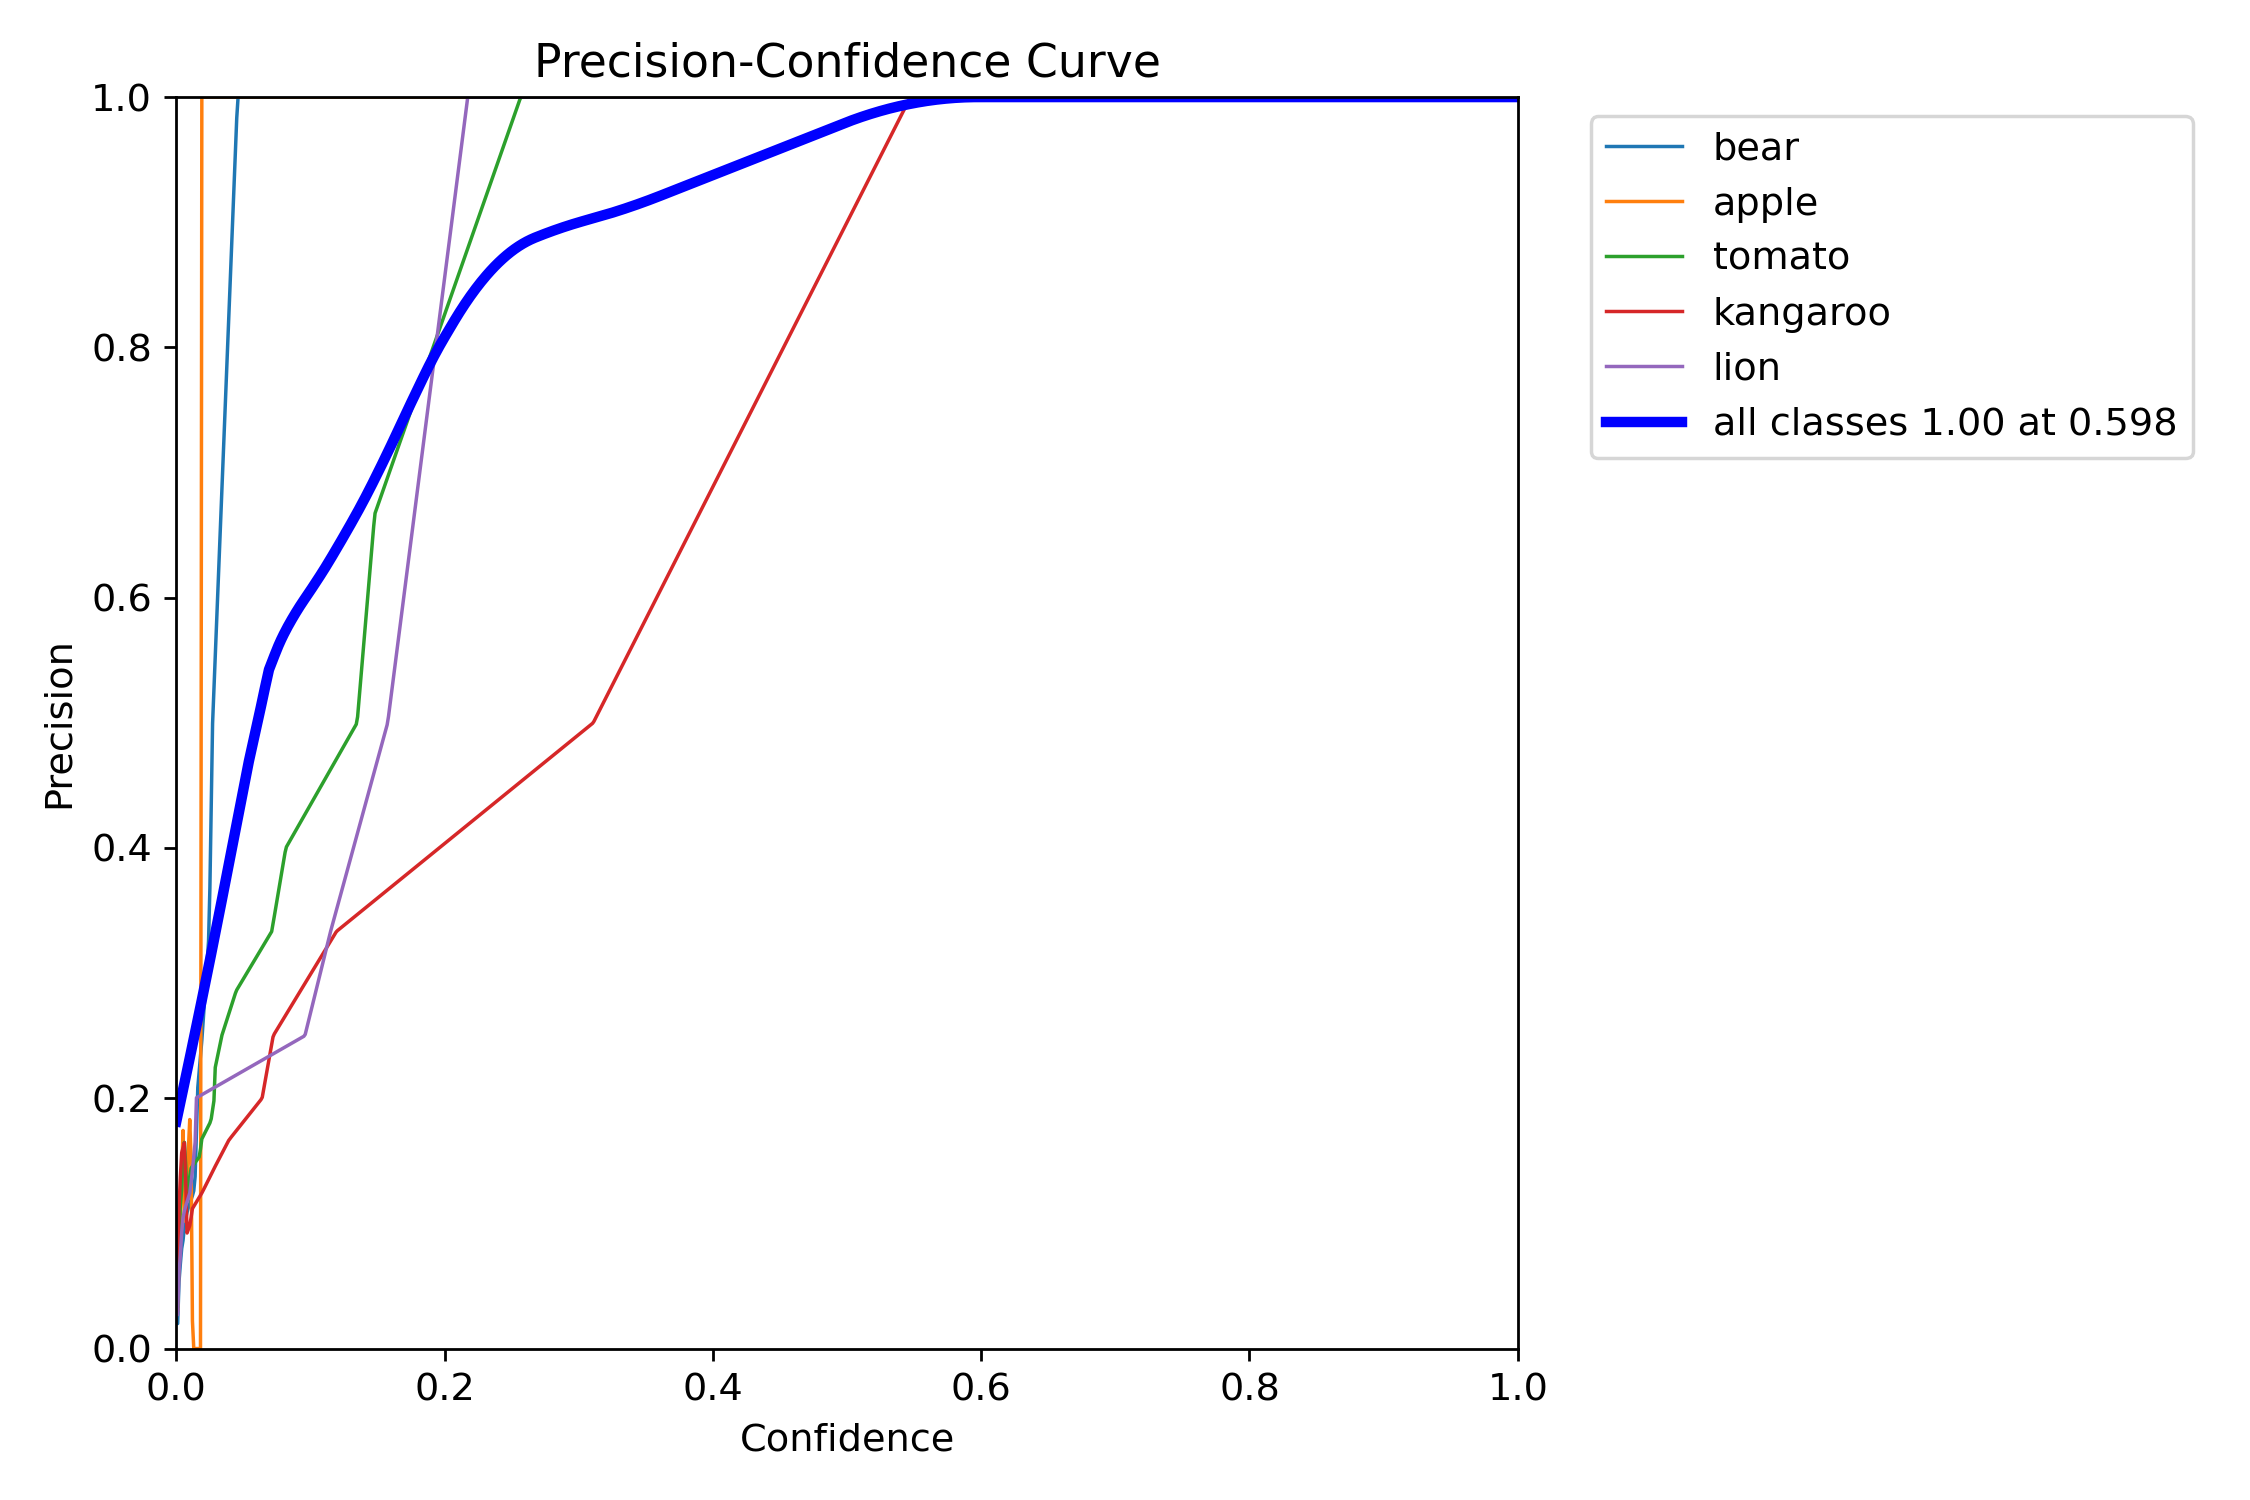 Precision-Confidence Curve
1.0
0.8
0.6
0.4
0.2
0.0
Precision
0.0 0.2 0.4 0.6 0.8 1.0
Confidence
bear
apple
tomato
kangaroo
lion
all classes 1.00 at 0.598